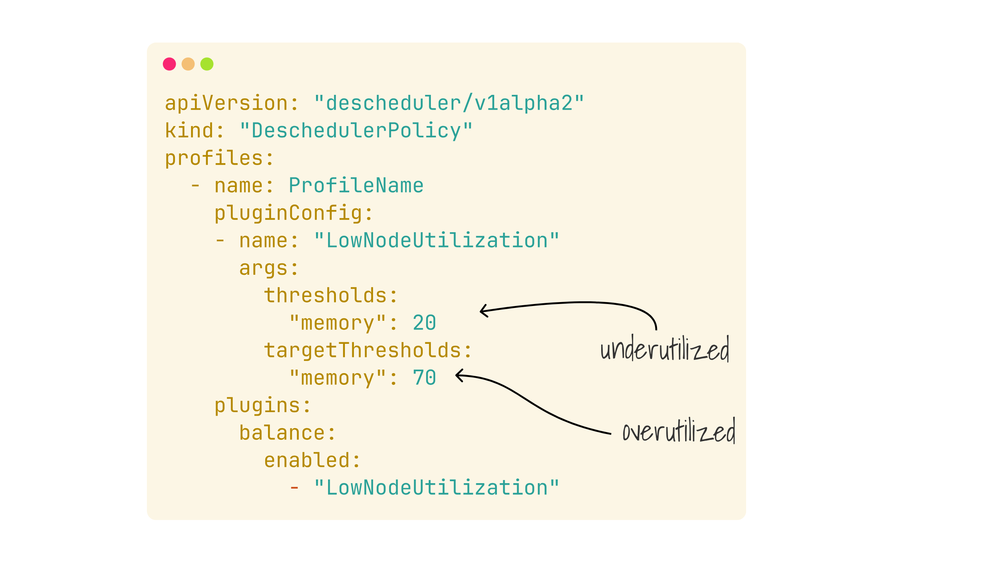 apiVersion: "descheduler/v1alpha2"
kind: "DeschedulerPolicy"
profiles:
  - name: ProfileName
    pluginConfig:
    - name: "LowNodeUtilization"
      args:
        thresholds:
          "memory": 20
        targetThresholds:
          "memory": 70
    plugins:
      balance:
        enabled:
          - "LowNodeUtilization"
underutilized
overutilized